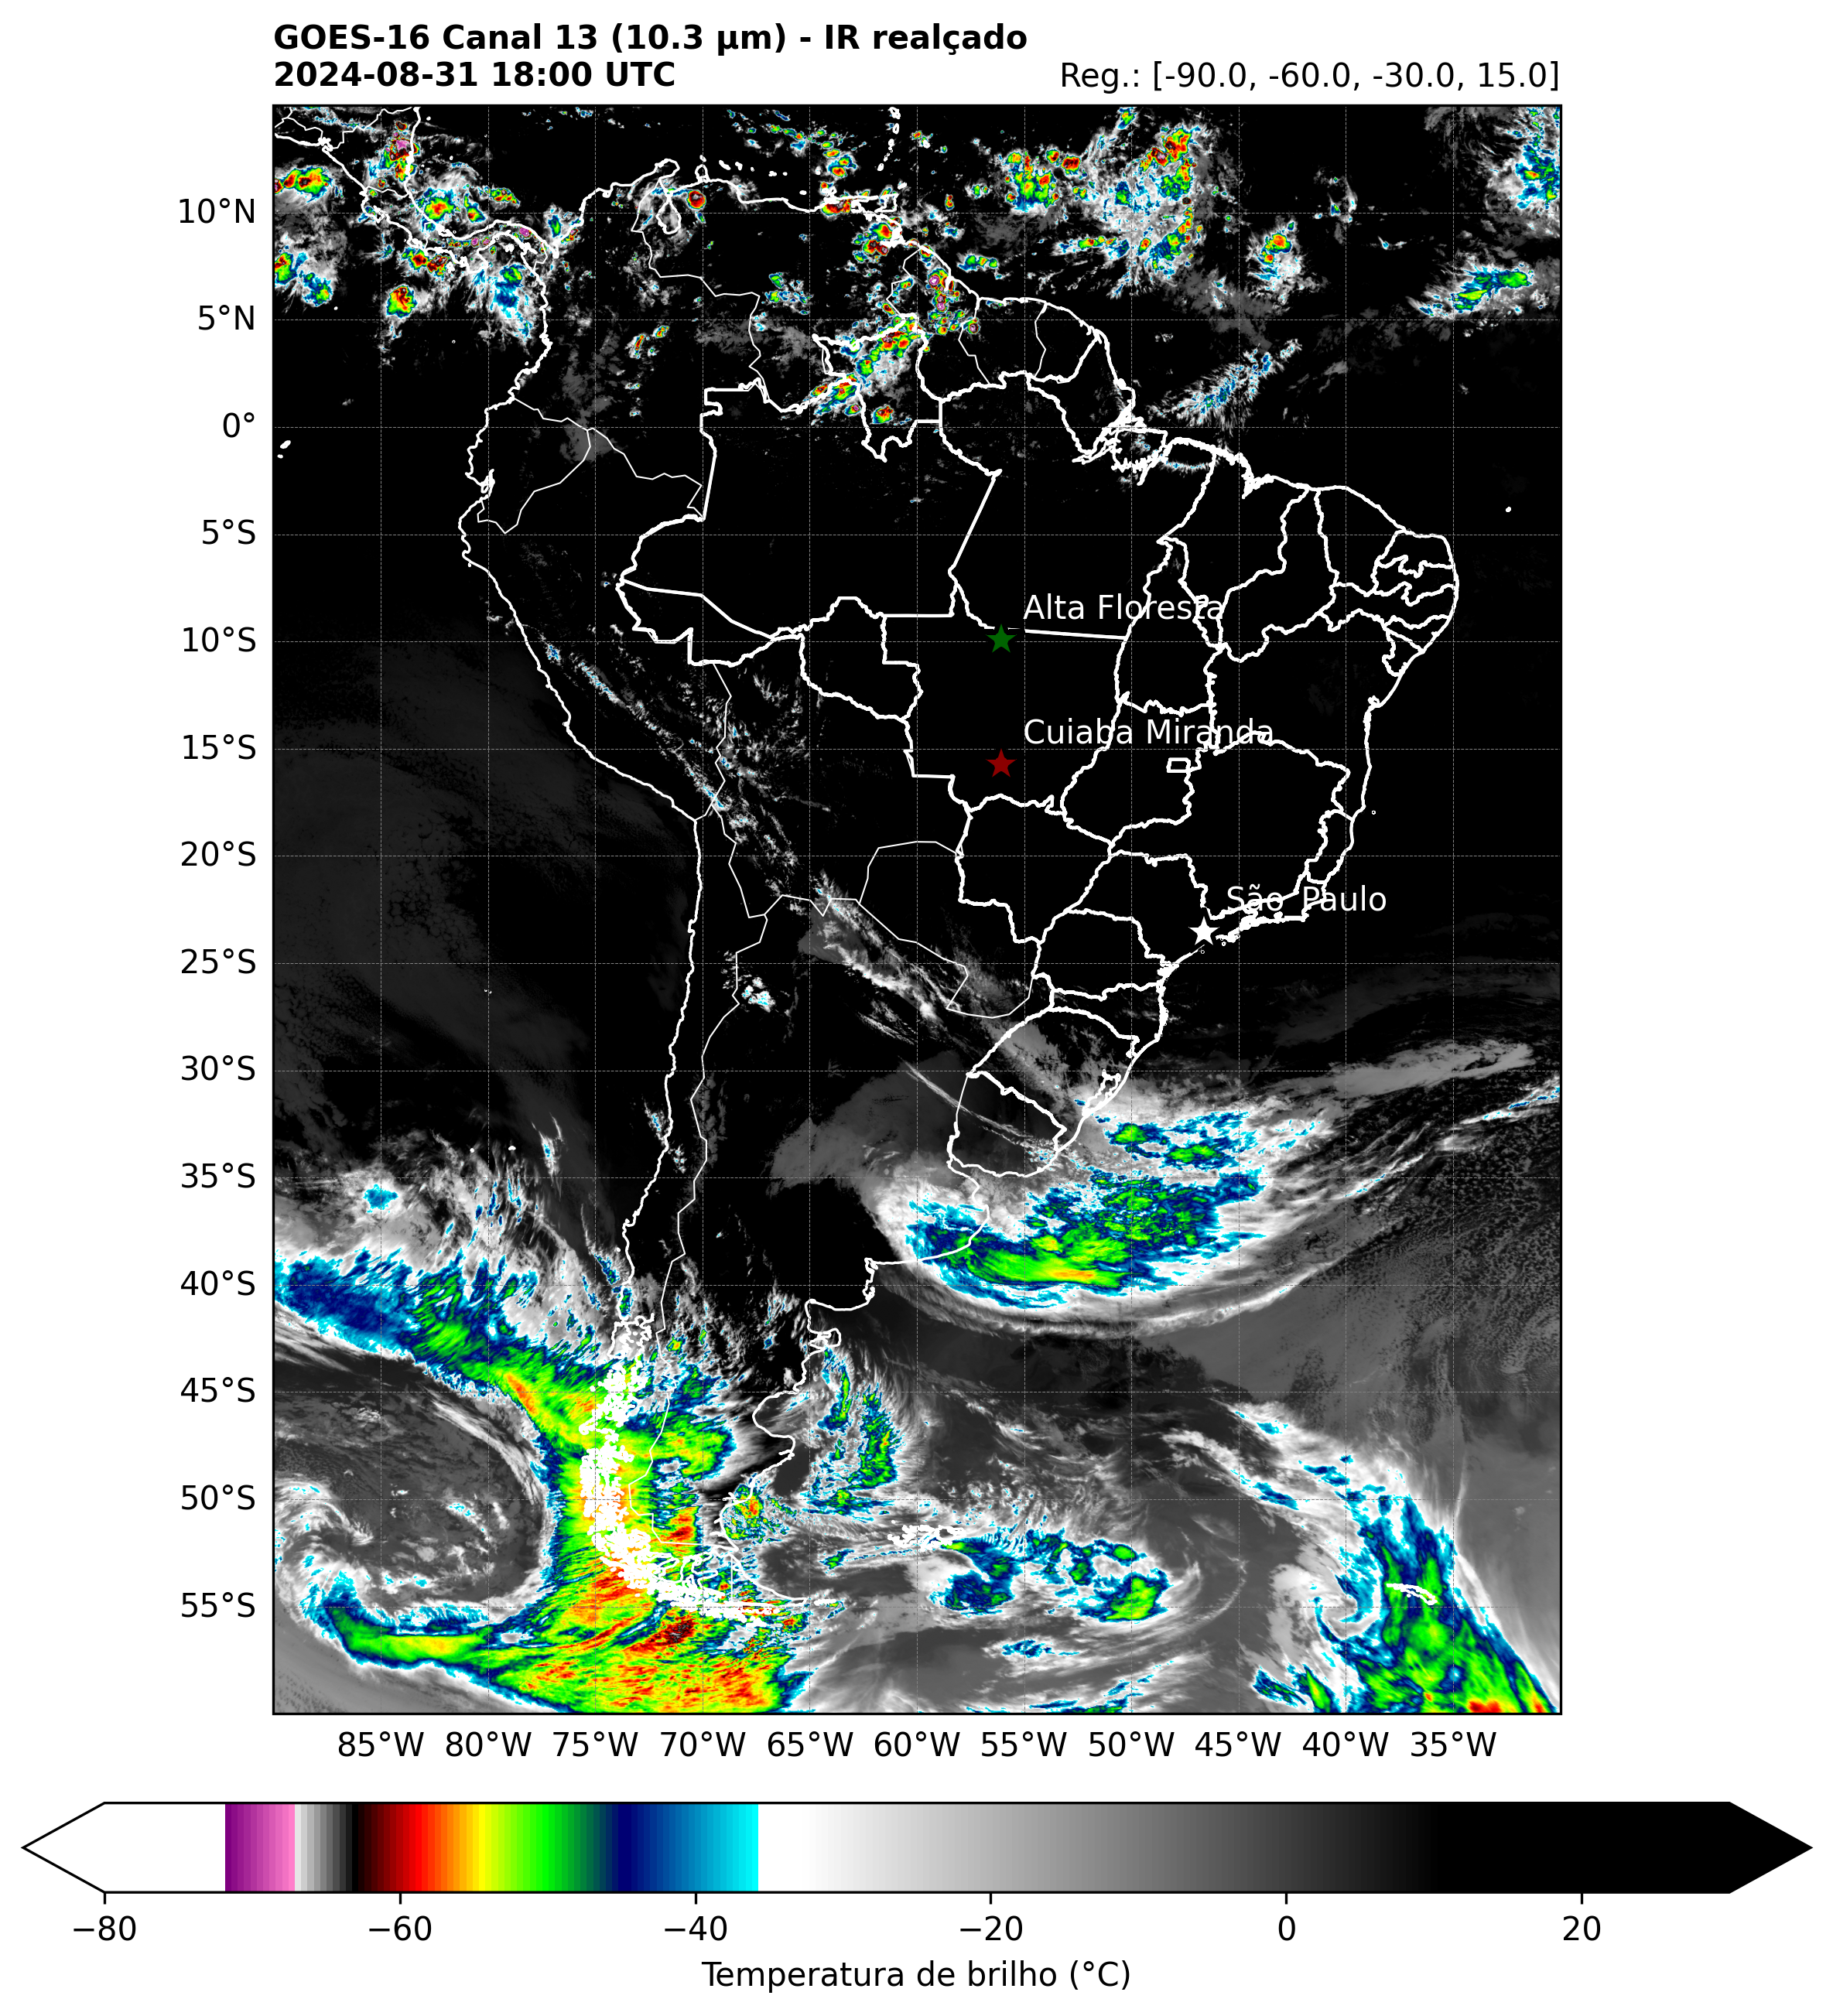 GOES-16 Canal 13 (10.3 µm) - IR realçado
2024-08-31 18:00 UTC
Reg.: [-90.0, -60.0, -30.0, 15.0]
10°N
5°N
0°
5°S
Alta Floresta
10°S
Cuiaba Miranda
15°S
20°S
São Paulo
25°S
30°S
35°S
40°S
45°S
50°S
55°S
85°W 80°W 75°W 70°W 65°W 60°W 55°W 50°W 45°W 40°W 35°W
−80 −60 −40 −20 0 20
Temperatura de brilho (°C)